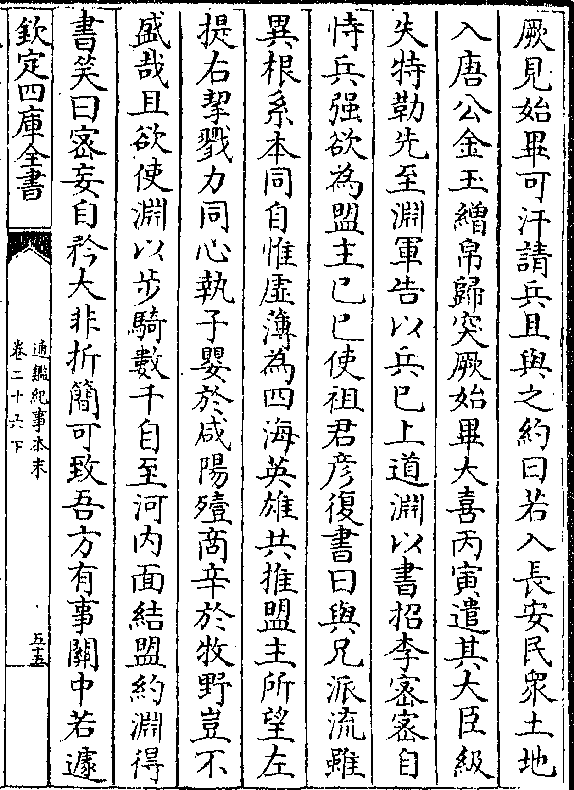 厥見始畢可汗請兵且與之約曰若入長安民衆土地
入唐公金玉繒帛歸突厥始畢大喜丙寅遣其大臣級
失特勒先至淵軍告以兵已上道淵以書招李密密自
恃兵强欲為盟主己巳使祖君彦復書曰與兄派流雖
異根系本同自惟虚薄為四海英雄共推盟主所望左
提右挈戮力同心執子嬰於咸陽殪商辛於牧野豈不
盛哉且欲使淵以步騎數千自至河内面結盟約淵得
書笑曰密妄自矜大非折簡可致吾方有事關中若遽
欽定四庫全書
通鑑紀事本末
卷二十六下
五十五